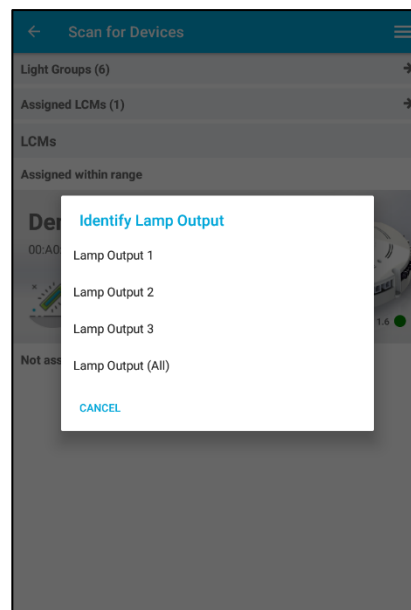 Scan for Devices
Light Groups (6)
Assigned LCMs (1)
LCMs
Assigned within range
Identify Lamp Output
Lamp Output 1
Lamp Output 2
Lamp Output 3
Lamp Output (All)
CANCEL
00:A0
1.6